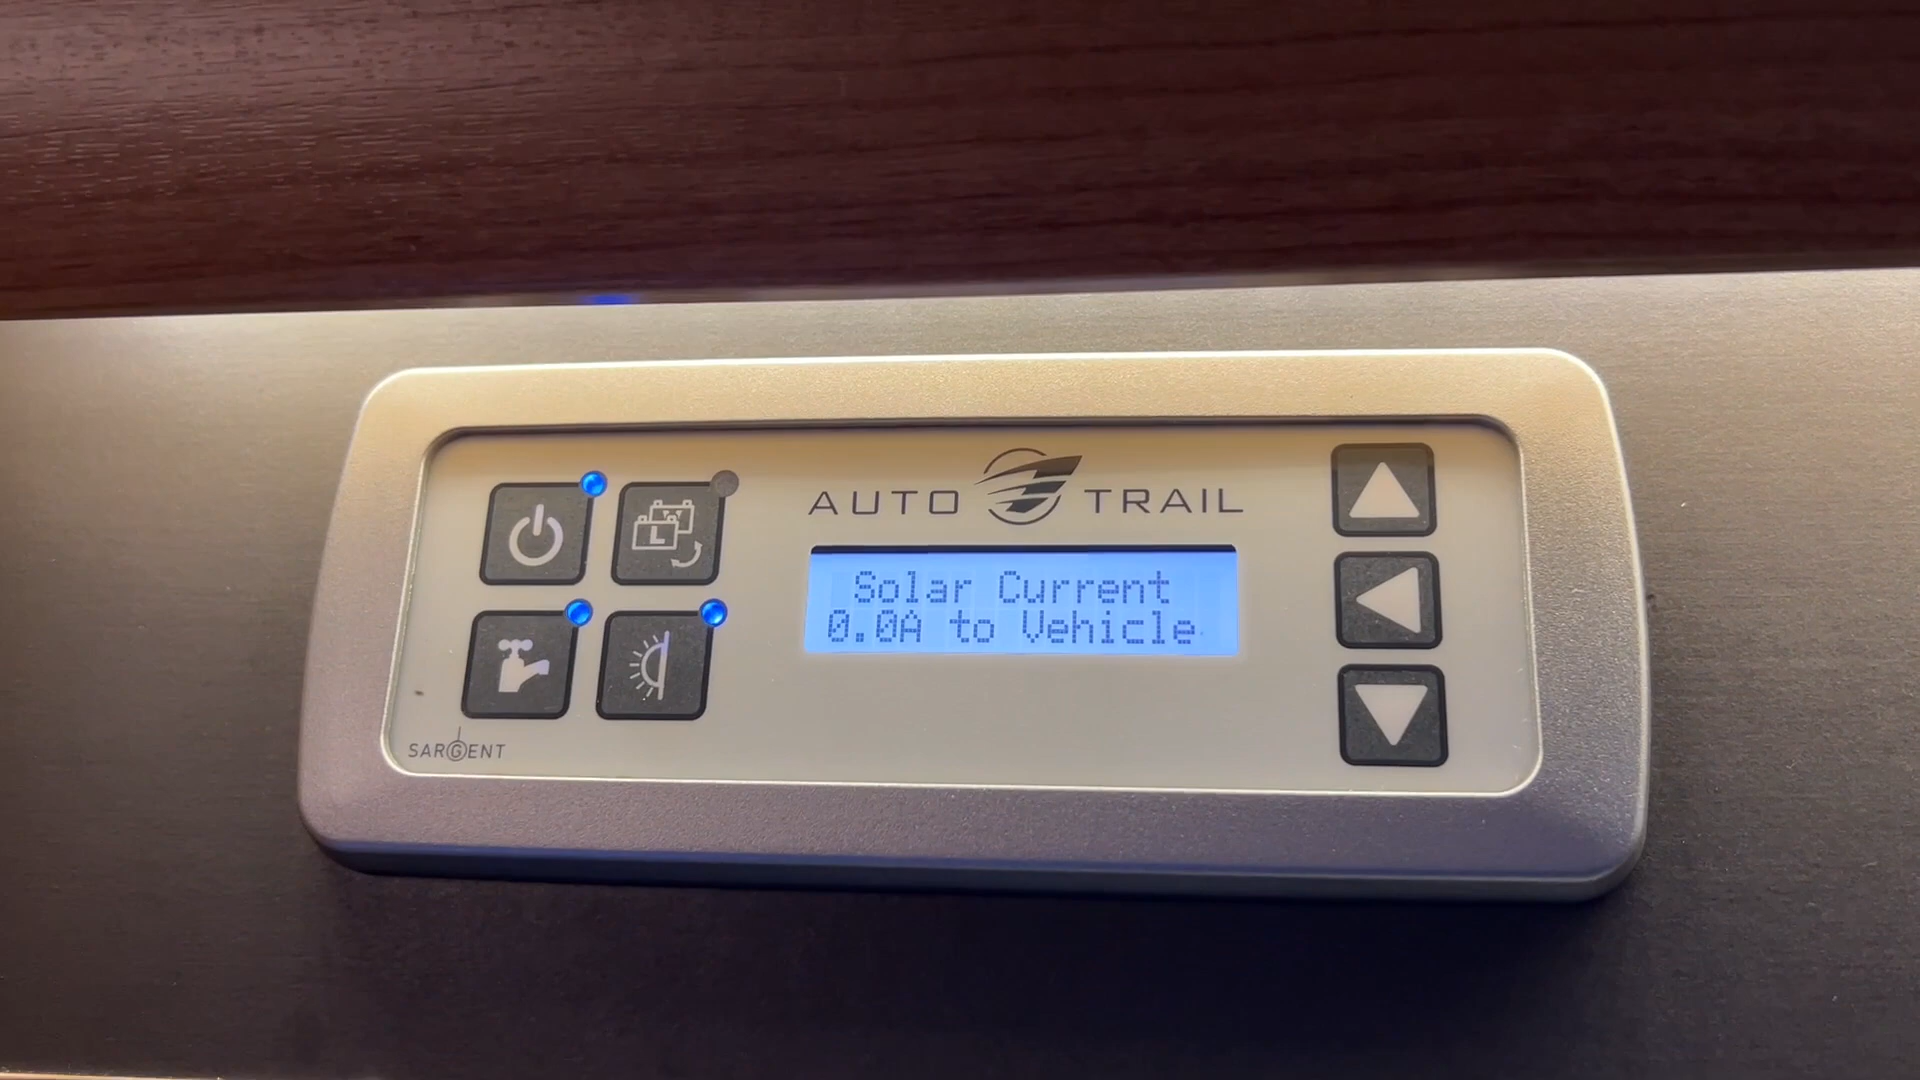 AUTO TRAIL
L
Solar Current
0.0A to Vehicle
SARGENT